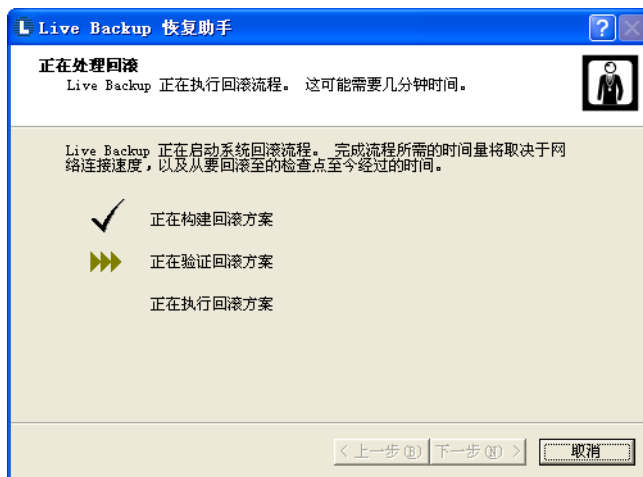 Live Backup 恢复助手
正在处理回滚
Live Backup 正在执行回滚流程。 这可能需要几分钟时间。
Live Backup 正在启动系统回滚流程。 完成流程所需的时间量将取决于网
络连接速度，以及从要回滚至的检查点至今经过的时间。
正在构建回滚方案
正在验证回滚方案
正在执行回滚方案
< 上一步(B) 下一步(N) > 取消